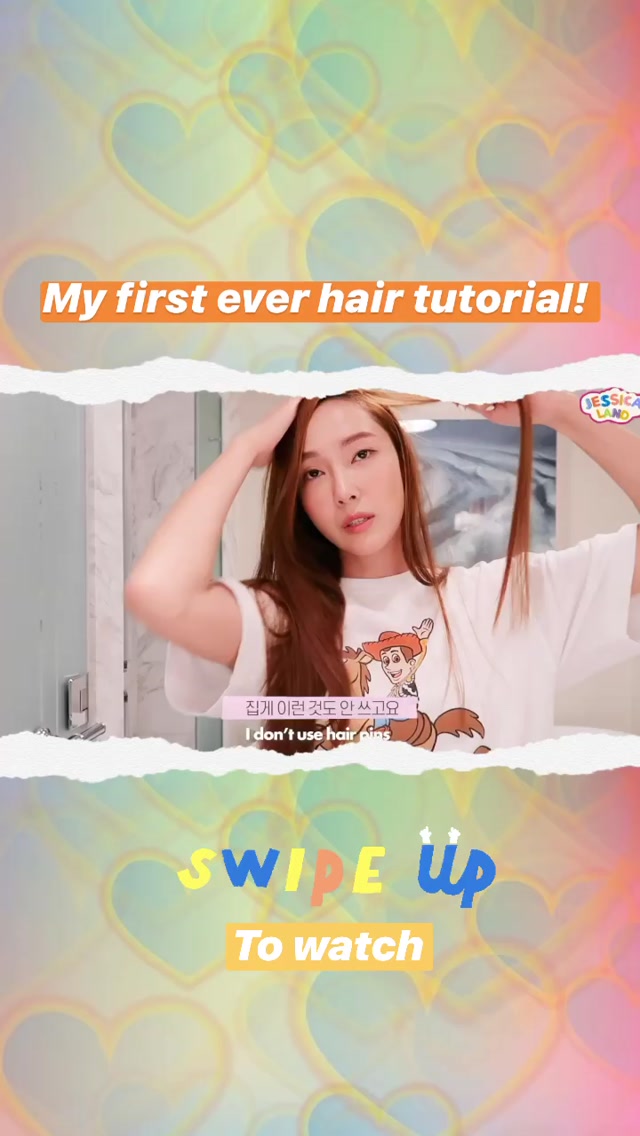 My first ever hair tutorial!
JESSICA
LAND
집게 이런 것도 안 쓰고요
I don't use hair pins
SWIPE UP
To watch